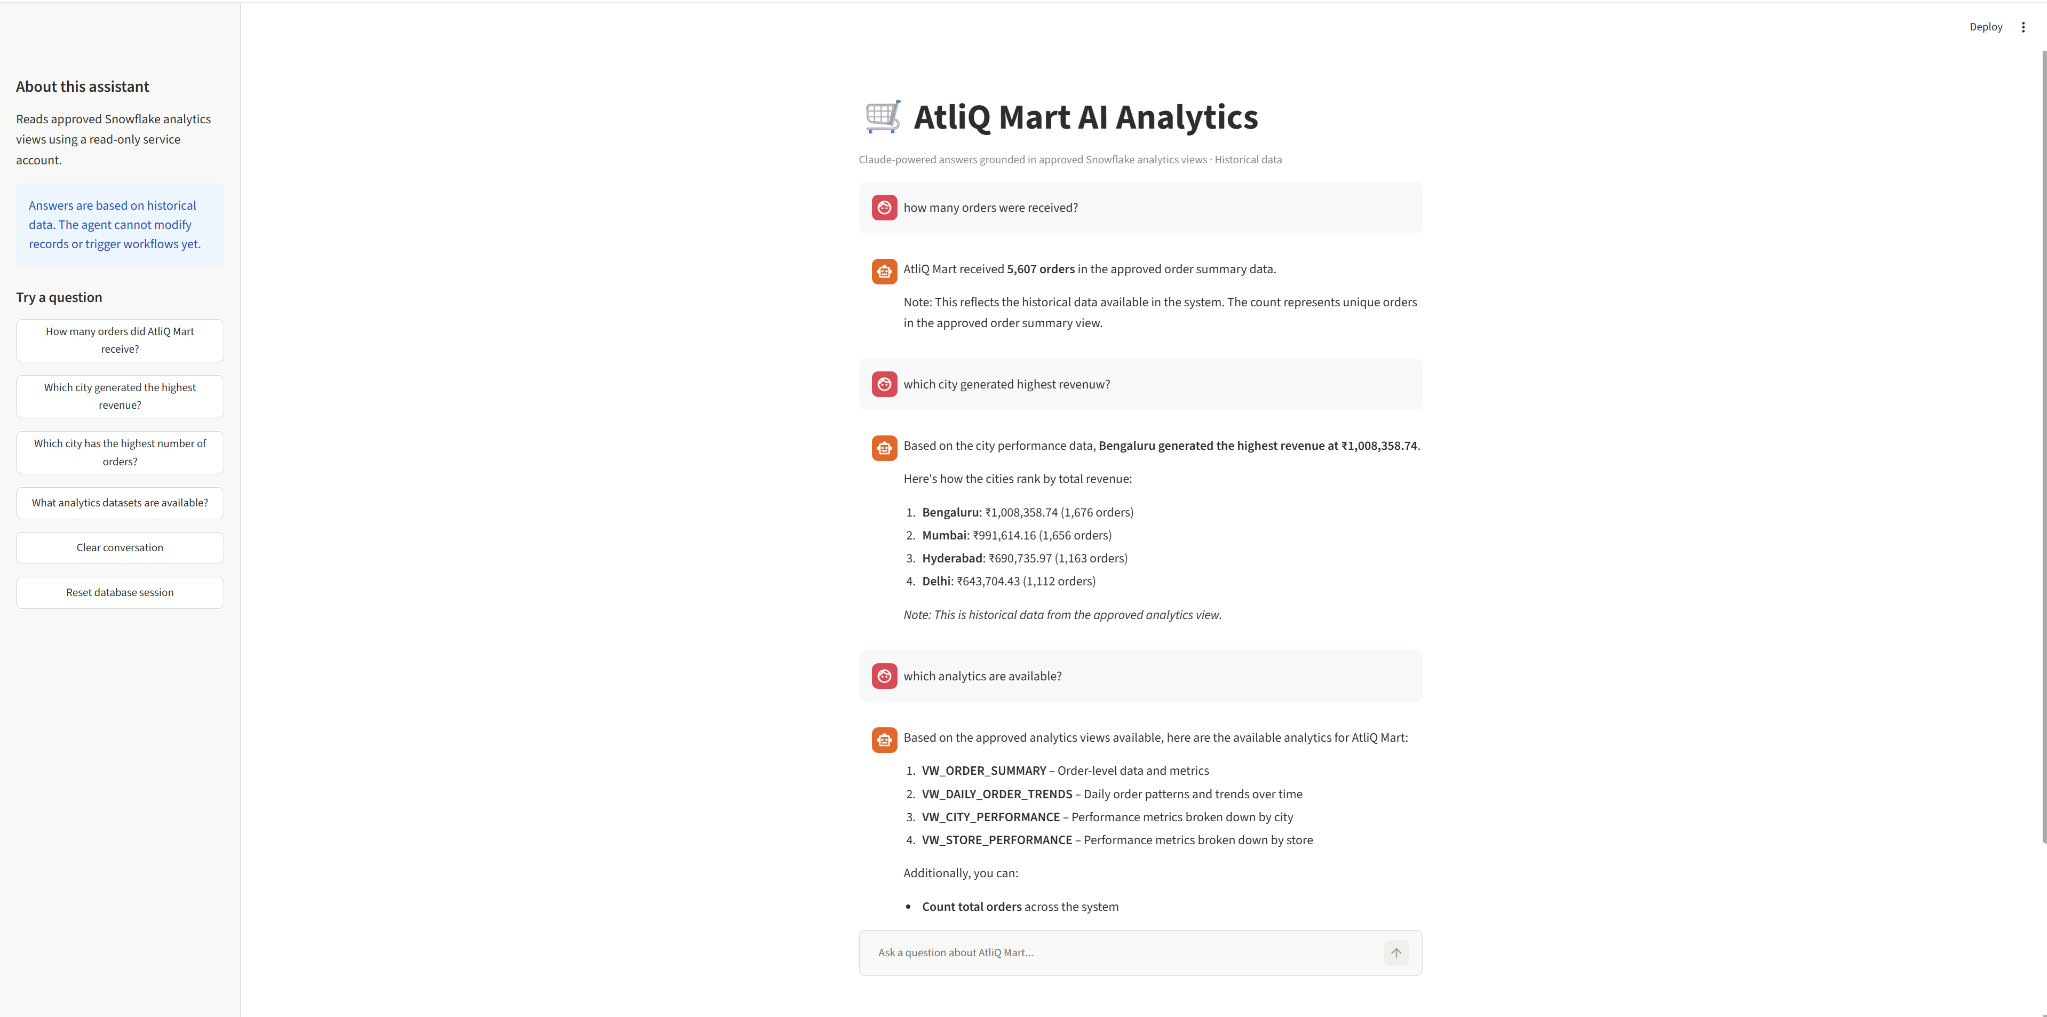 Deploy
About this assistant
Reads approved Snowflake analytics
views using a read-only service
account.
Answers are based on historical
data. The agent cannot modify
records or trigger workflows yet.
Try a question
How many orders did AtliQ Mart
receive?
Which city generated the highest
revenue?
Which city has the highest number of
orders?
What analytics datasets are available?
Clear conversation
Reset database session
AtliQ Mart AI Analytics
Claude-powered answers grounded in approved Snowflake analytics views · Historical data
how many orders were received?
AtliQ Mart received 5,607 orders in the approved order summary data.
Note: This reflects the historical data available in the system. The count represents unique orders
in the approved order summary view.
which city generated highest revenuw?
Based on the city performance data, Bengaluru generated the highest revenue at ₹1,008,358.74.
Here's how the cities rank by total revenue:
1. Bengaluru: ₹1,008,358.74 (1,676 orders)
2. Mumbai: ₹991,614.16 (1,656 orders)
3. Hyderabad: ₹690,735.97 (1,163 orders)
4. Delhi: ₹643,704.43 (1,112 orders)
Note: This is historical data from the approved analytics view.
which analytics are available?
Based on the approved analytics views available, here are the available analytics for AtliQ Mart:
1. VW_ORDER_SUMMARY – Order-level data and metrics
2. VW_DAILY_ORDER_TRENDS – Daily order patterns and trends over time
3. VW_CITY_PERFORMANCE – Performance metrics broken down by city
4. VW_STORE_PERFORMANCE – Performance metrics broken down by store
Additionally, you can:
• Count total orders across the system
Ask a question about AtliQ Mart...